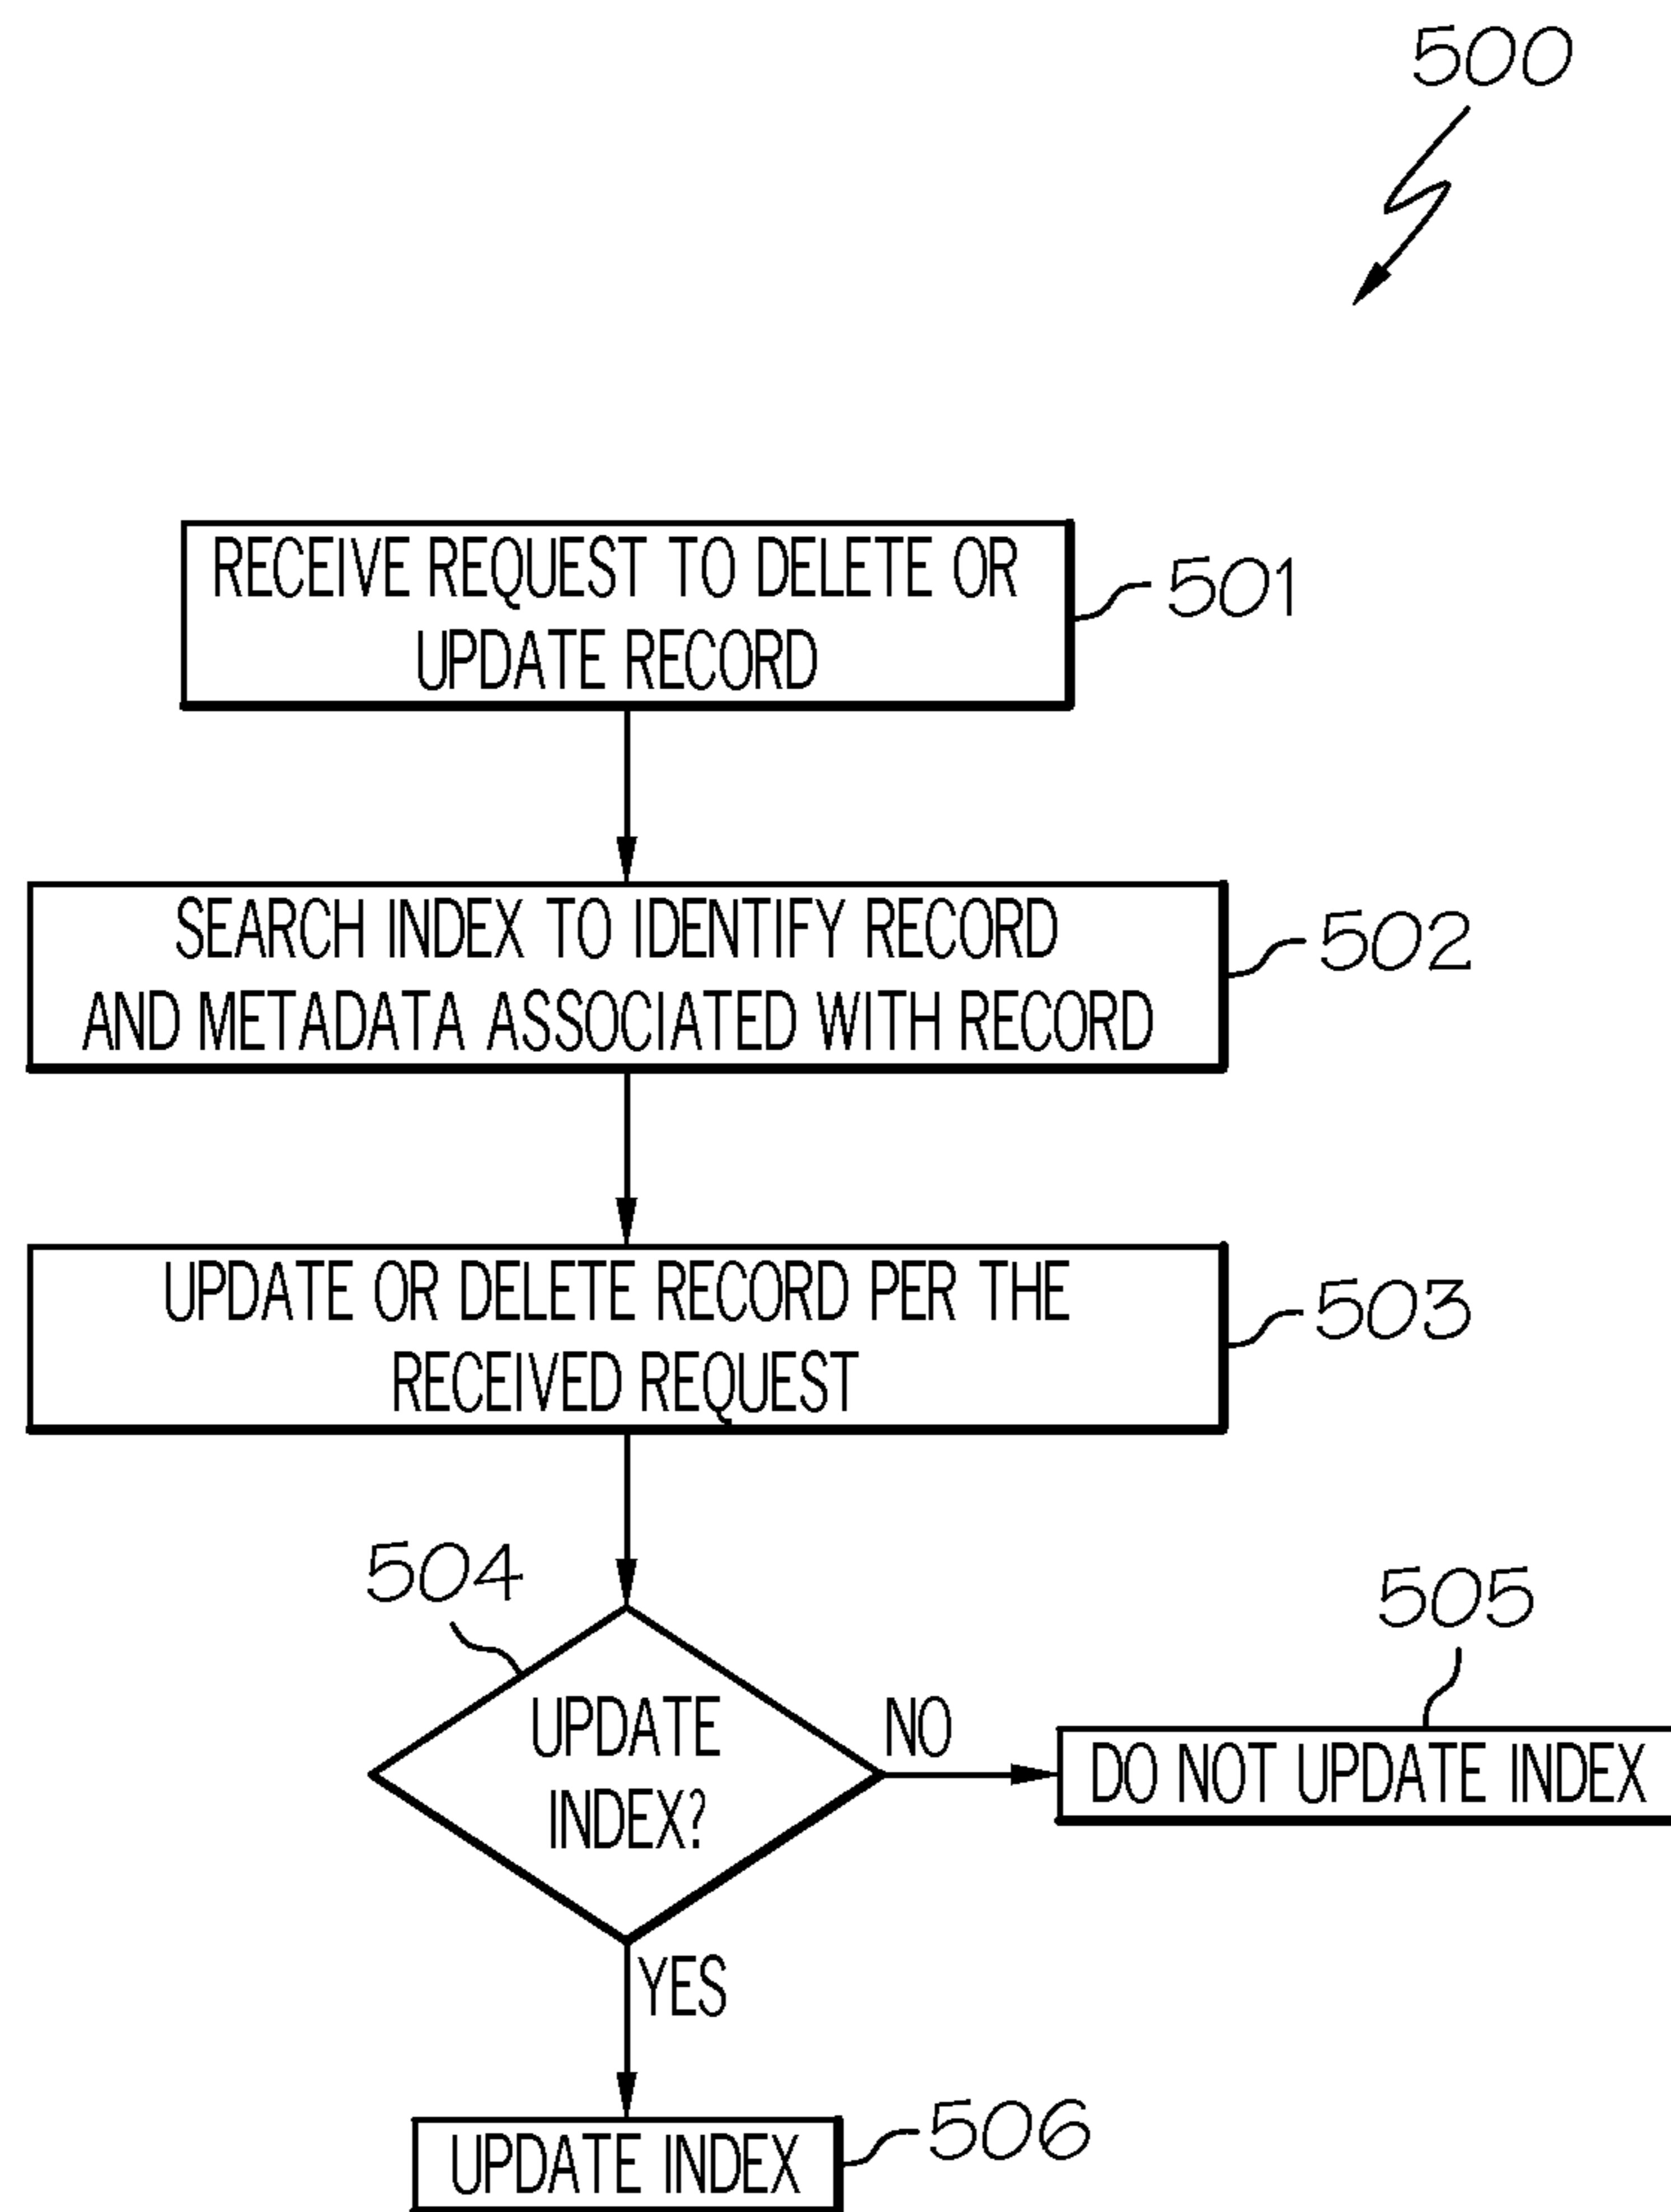 500
RECEIVE REQUEST TO DELETE OR
UPDATE RECORD
501
SEARCH INDEX TO IDENTIFY RECORD
AND METADATA ASSOCIATED WITH RECORD
502
UPDATE OR DELETE RECORD PER THE
RECEIVED REQUEST
503
504
UPDATE
INDEX?
NO
505
DO NOT UPDATE INDEX
YES
UPDATE INDEX
506